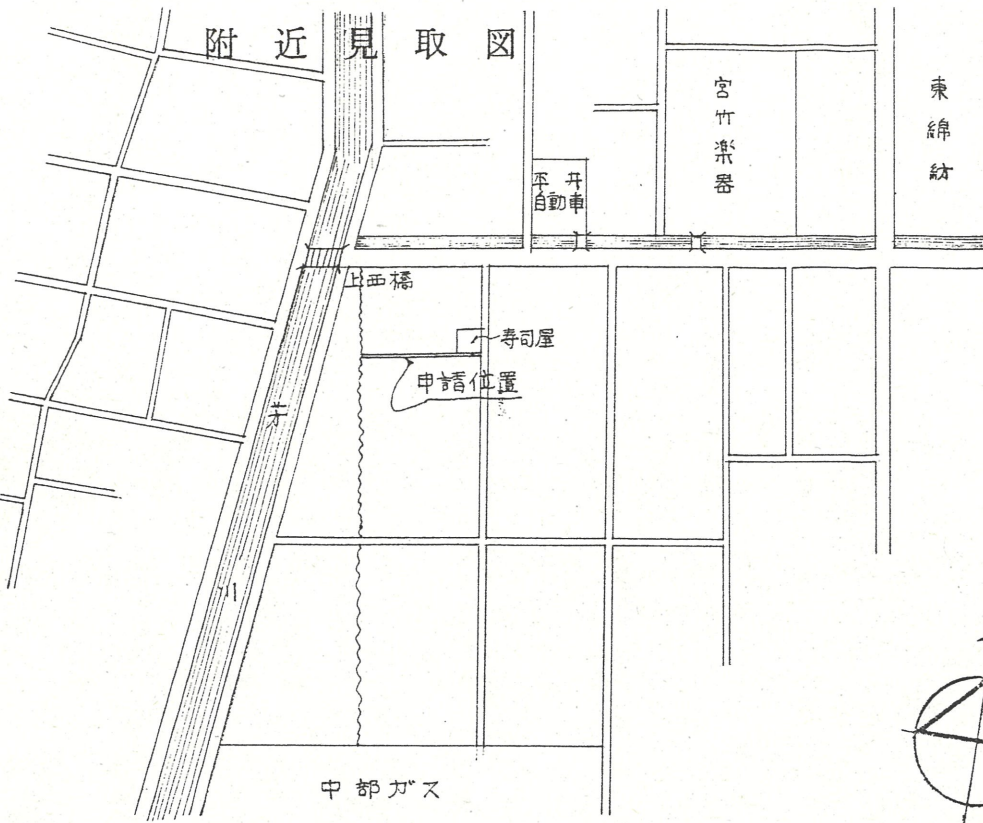 附近見取図
宮竹楽器
東綿紡
平井
自動車
上西橋
寿司屋
申請位置
川
中部ガス